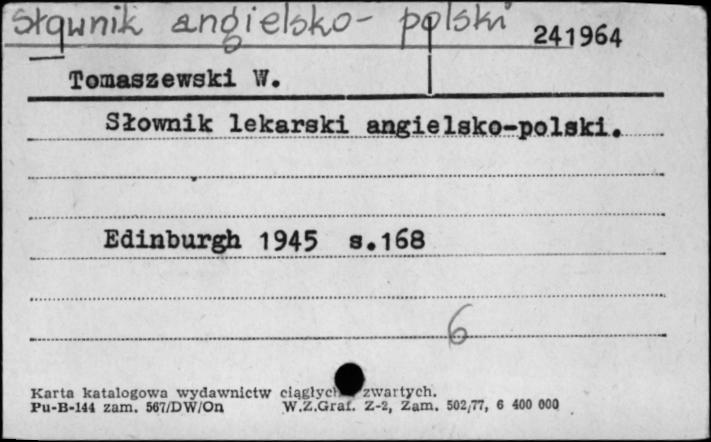 Słownik angielsko-polski
241964
Tomaszewski W.
Słownik lekarski angielsko-polski.
Edinburgh 1945 s.168
6
Karta katalogowa wydawnictw ciągłych zwartych.
Pu-B-144 zam. 567/DW/On W.Z.Graf. Z-2, Zam. 502/77, 6 400 000